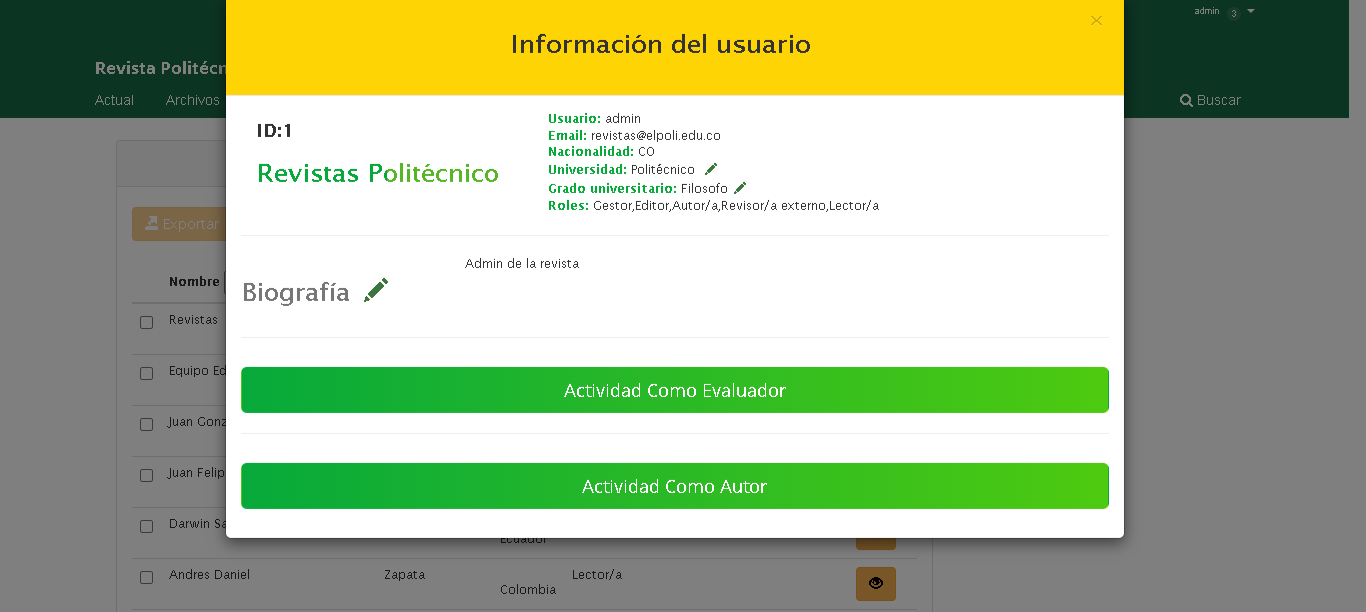 admin 3
×
Información del usuario
Revista Politécn
Actual Archivos
Buscar
ID:1
Revistas Politécnico
Usuario: admin
Email: revistas@elpoli.edu.co
Nacionalidad: CO
Universidad: Politécnico
Grado universitario: Filosofo
Roles: Gestor,Editor,Autor/a,Revisor/a externo,Lector/a
Exportar
Admin de la revista
Biografía
Nombre
Revistas
Equipo Ed
Juan Gonz
Juan Felip
Darwin Sa
Actividad Como Evaluador
Actividad Como Autor
Ecuador
Andres Daniel Zapata Lector/a
Colombia